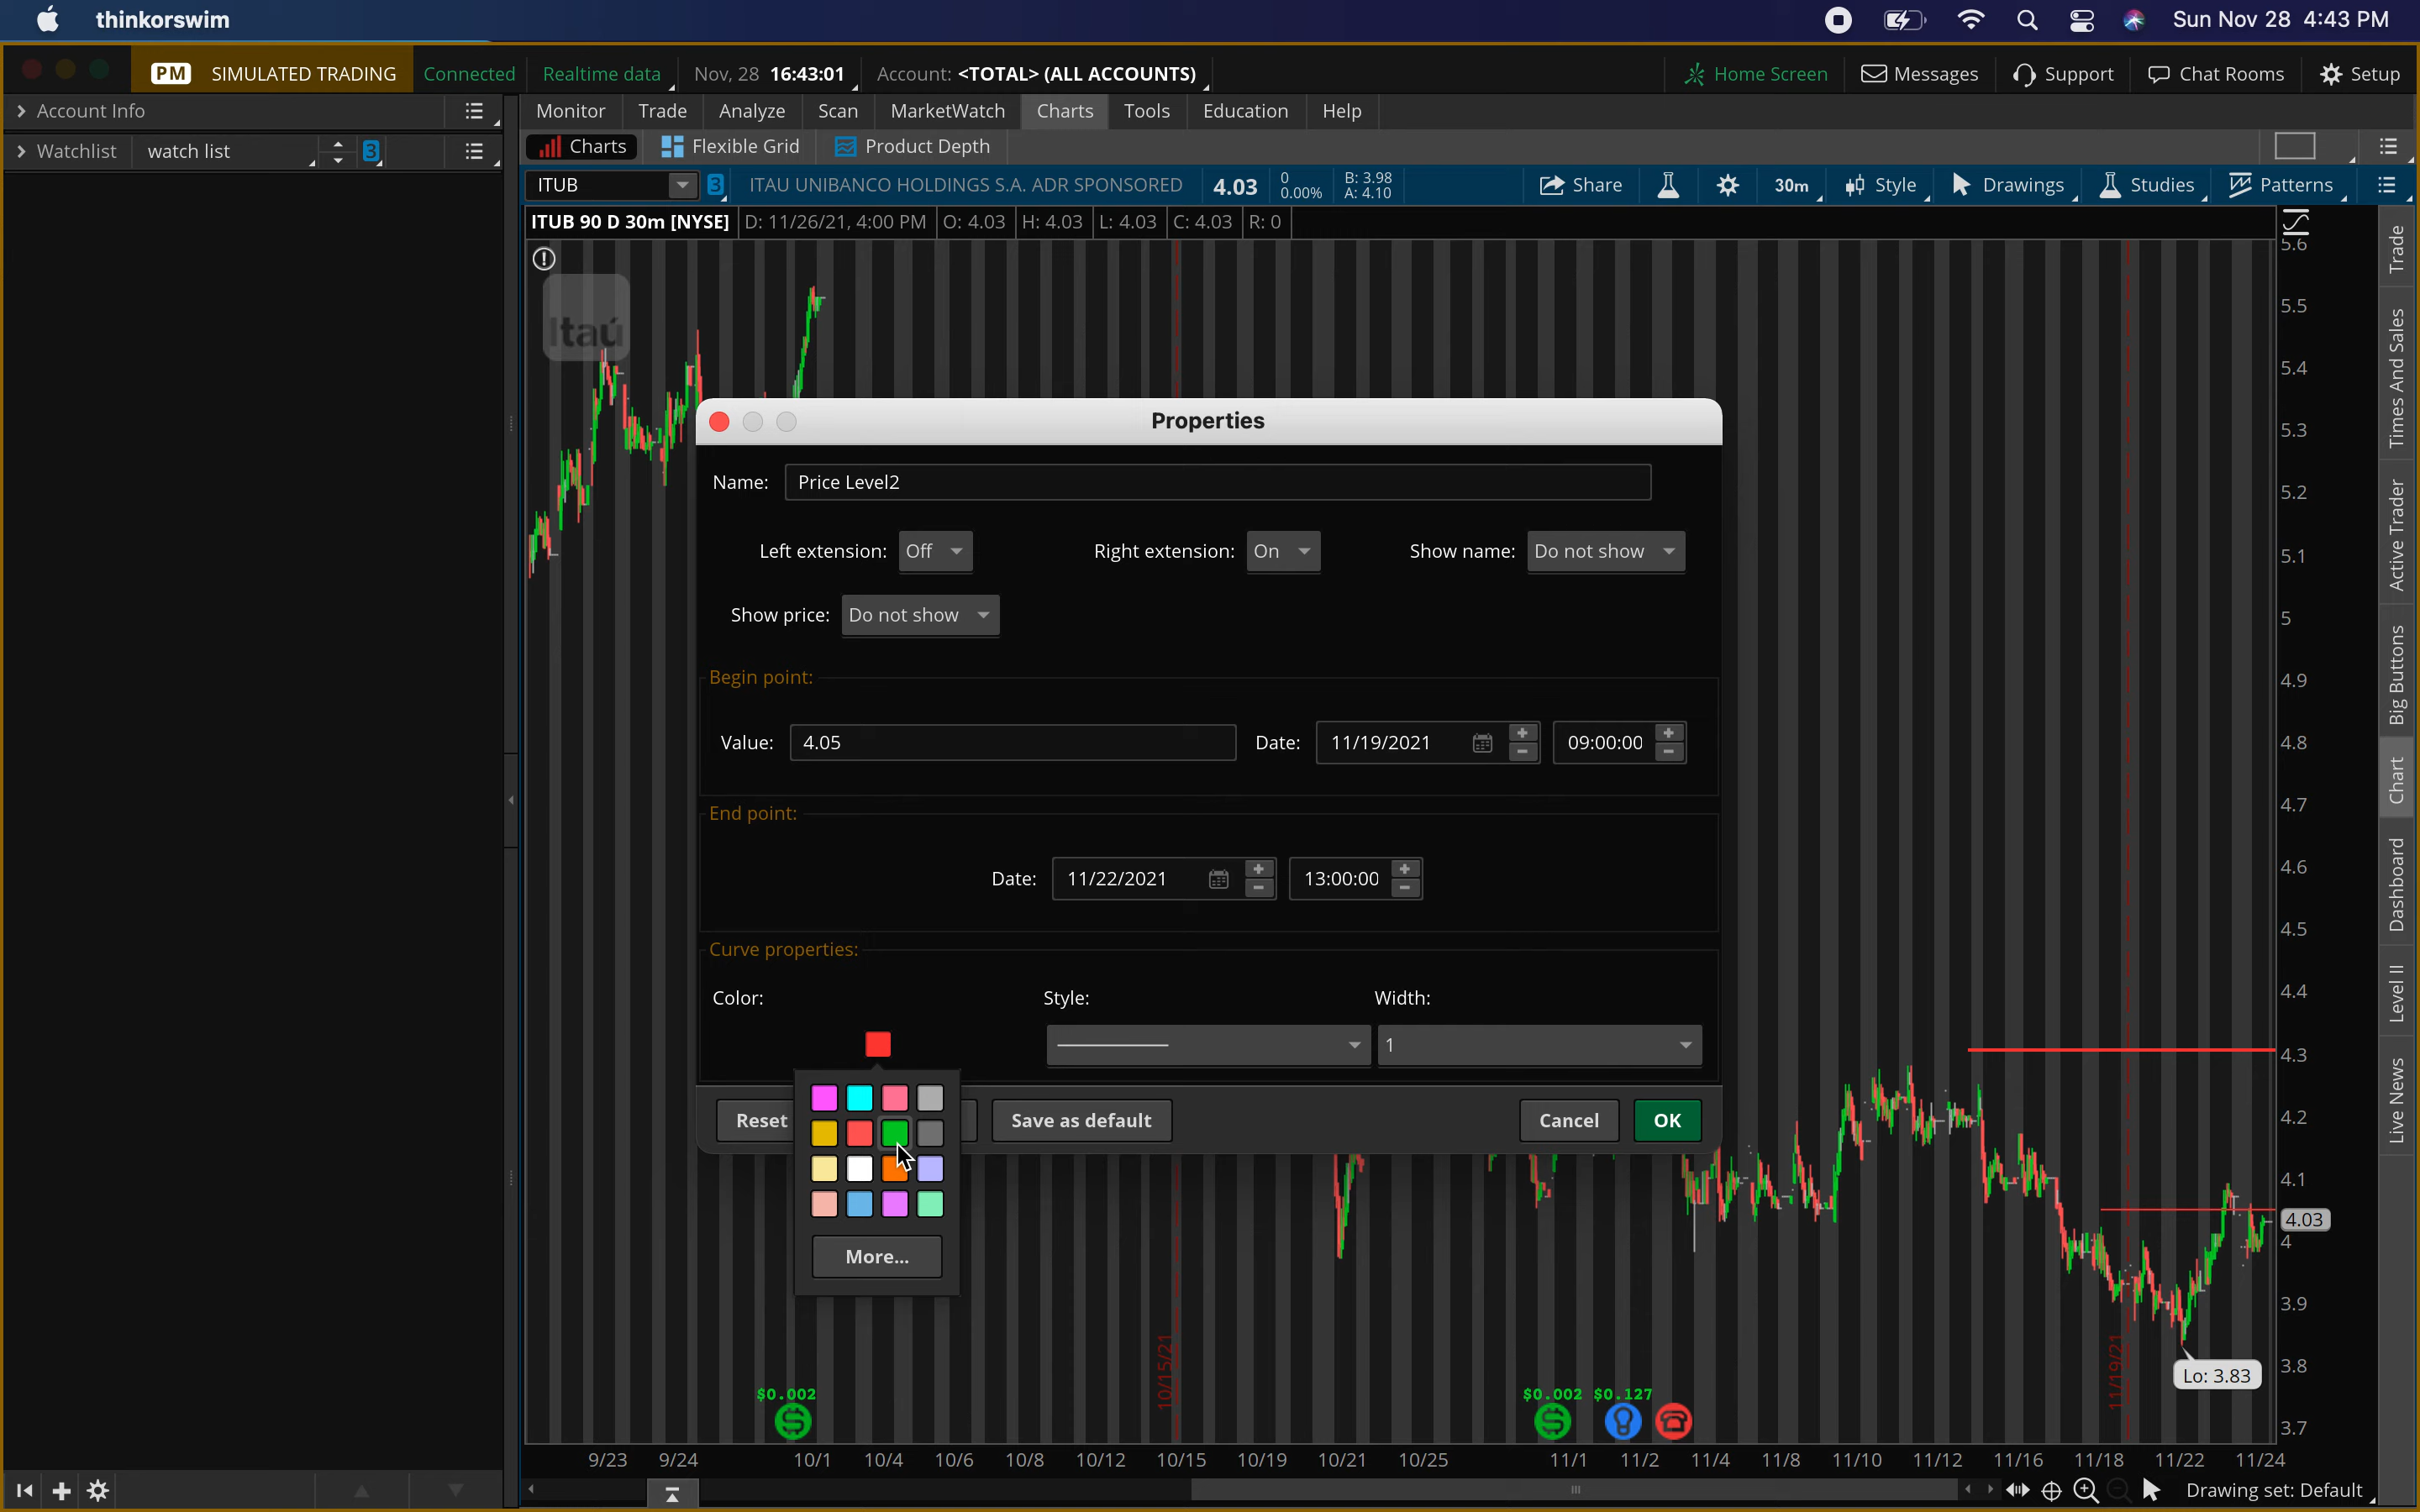 thinkorswim
Sun Nov 28 4:43 PM
PM SIMULATED TRADING Connected Realtime data Nov, 28 16:43:01 Account: <TOTAL> (ALL ACCOUNTS) Home Screen Messages Support Chat Rooms Setup
Account Info
Monitor Trade Analyze Scan MarketWatch Charts Tools Education Help
Watchlist watch list 3
Charts Flexible Grid Product Depth
ITUB 3 ITAU UNIBANCO HOLDINGS S.A. ADR SPONSORED 4.03 0 B: 3.98
0.00% A: 4.10
Share 30m Style Drawings Studies Patterns
ITUB 90 D 30m [NYSE] D: 11/26/21, 4:00 PM O: 4.03 H: 4.03 L: 4.03 C: 4.03 R: 0
Itaú
Properties
Name: Price Level2
Left extension: Off Right extension: On Show name: Do not show
Show price: Do not show
Begin point:
Value: 4.05 Date: 11/19/2021 09:00:00
End point:
Date: 11/22/2021 13:00:00
Curve properties:
Color: Style: Width:
1
Reset Save as default Cancel OK
More...
5.6
5.5
5.4
5.3
5.2
5.1
5
4.9
4.8
4.7
4.6
4.5
4.4
4.3
4.2
4.1
4.03
4
3.9
3.8
3.7
Lo: 3.83
10/15/21
11/19/21
$0.002 $0.002 $0.127
9/23 9/24 10/1 10/4 10/6 10/8 10/12 10/15 10/19 10/21 10/25 11/1 11/2 11/4 11/8 11/10 11/12 11/16 11/18 11/22 11/24
Drawing set: Default
Trade
Times And Sales
Active Trader
Big Buttons
Chart
Dashboard
Level II
Live News